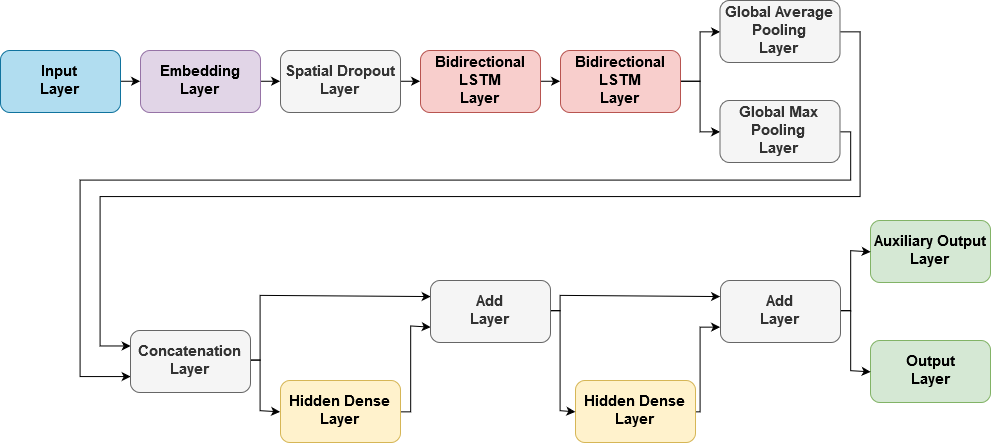 Input
Layer
Embedding
Layer
Spatial Dropout
Layer
Bidirectional
LSTM
Layer
Bidirectional
LSTM
Layer
Global Average
Pooling
Layer
Global Max
Pooling
Layer
Concatenation
Layer
Hidden Dense
Layer
Add
Layer
Hidden Dense
Layer
Add
Layer
Auxiliary Output
Layer
Output
Layer